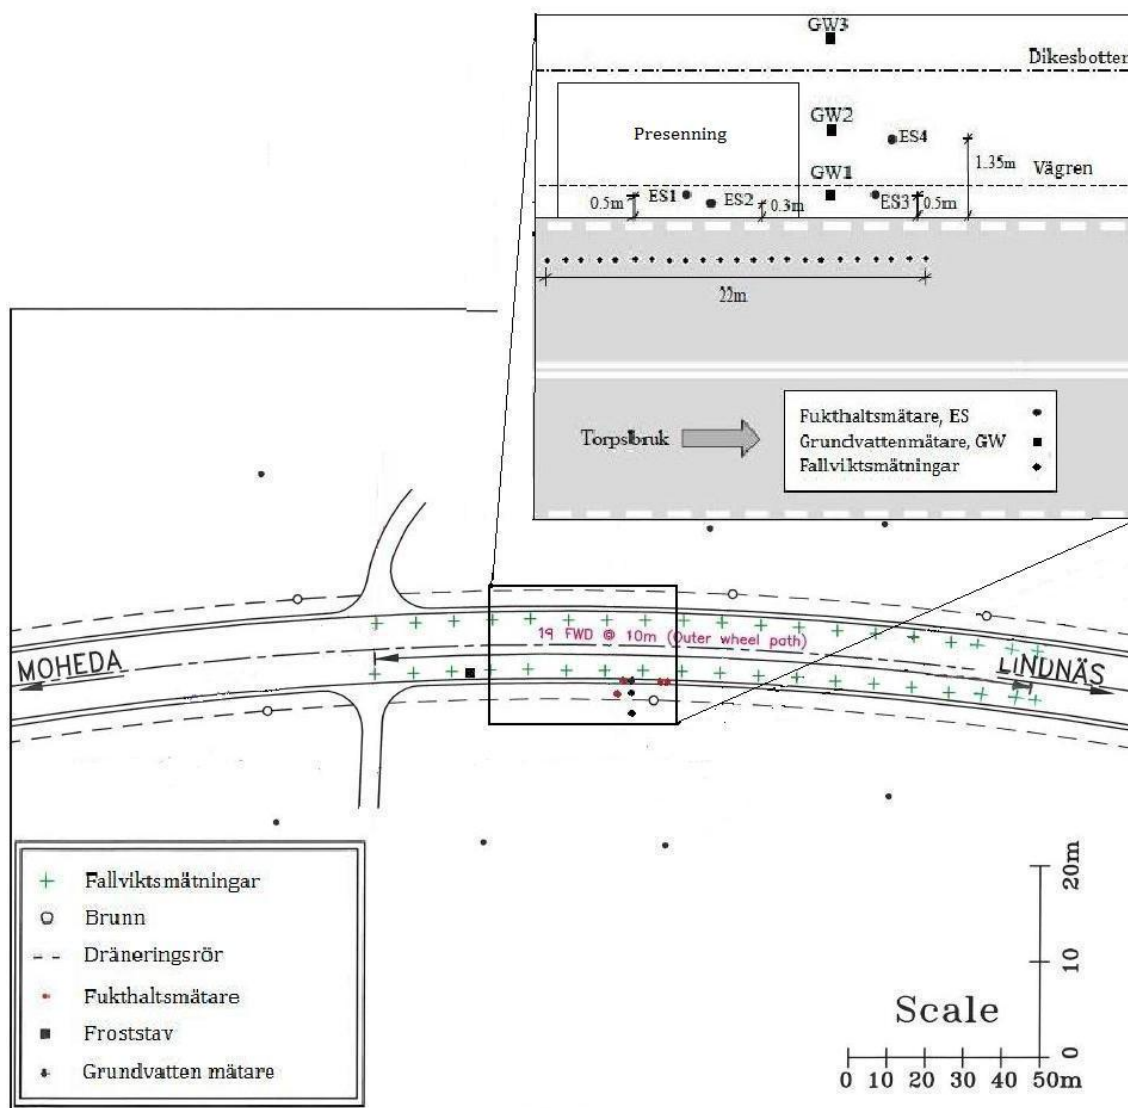 GW3
Dikesbotten
GW2
ES4
Presenning
1.35m
GW1
Vägren
0.5m
ES1
ES2
0.3m
ES3
0.5m
22m
Torpsbruk
Fukthaltsmätare, ES
Grundvattenmätare, GW
Fallviktsmätningar
19 FWD @ 10m (Outer wheel path)
MOHEDA
LINDNÄS
Fallviktsmätningar
Brunn
Dräneringsrör
Fukthaltsmätare
Froststav
Grundvatten mätare
Scale
20m
10
0
0 10 20 30 40 50m